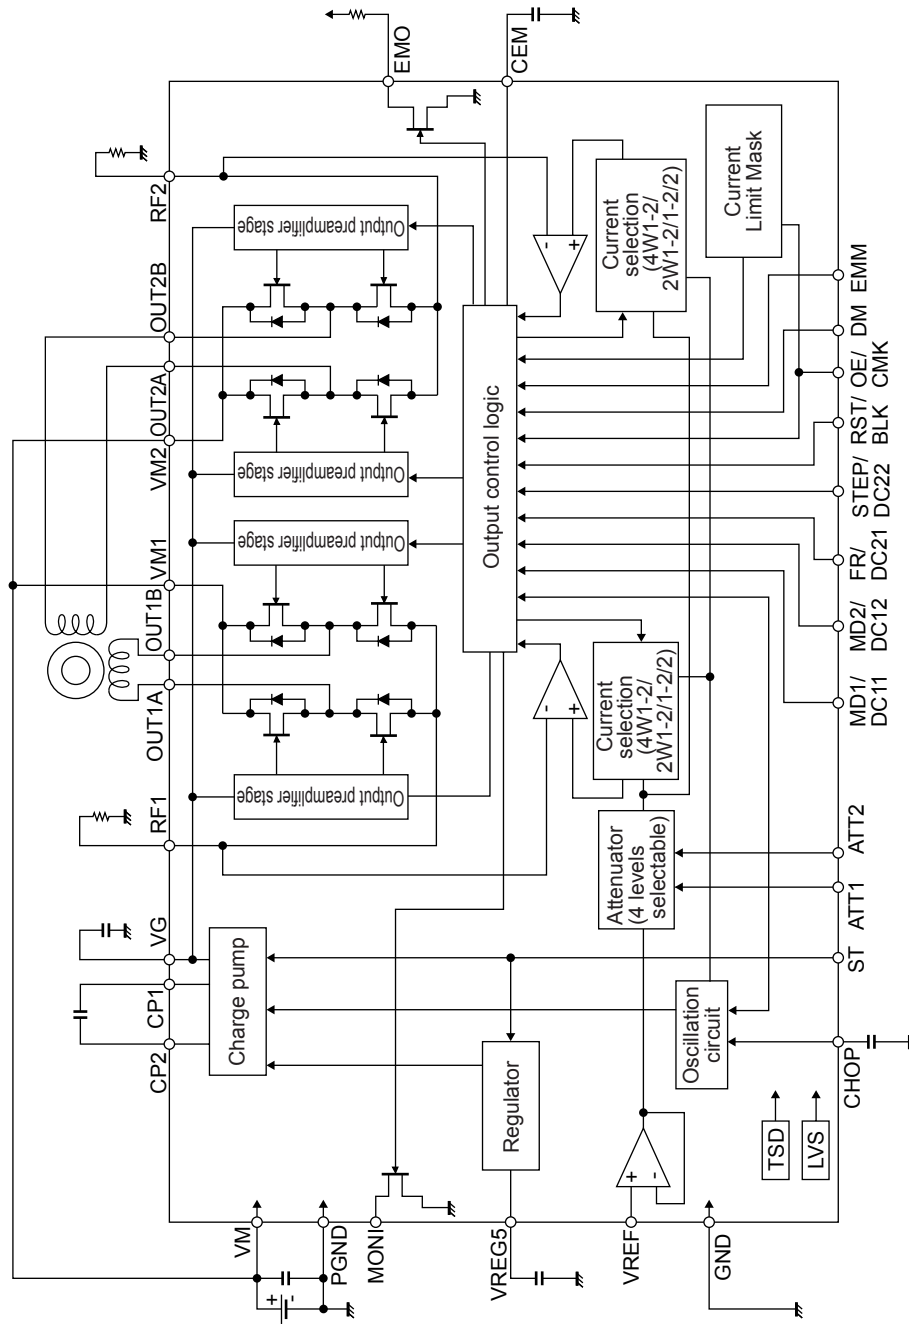 EMO
CEM
RF2
OUT2B
OUT2A
VM2
VM1
OUT1B
OUT1A
RF1
VG
CP1
CP2
VM
PGND
MONI
VREG5
VREF
GND
Output preamplifier stage
Output preamplifier stage
Output preamplifier stage
Output preamplifier stage
Output control logic
Current
selection
(4W1-2/
2W1-2/1-2/2)
Current
Limit Mask
Current
selection
(4W1-2/
2W1-2/1-2/2)
Attenuator
(4 levels
selectable)
Charge pump
Regulator
Oscillation
circuit
TSD
LVS
+
-
+
-
+
-
+
-
EMM
DM
OE/
CMK
RST/
BLK
STEP/
DC22
FR/
DC21
MD2/
DC12
MD1/
DC11
ATT2
ATT1
ST
CHOP